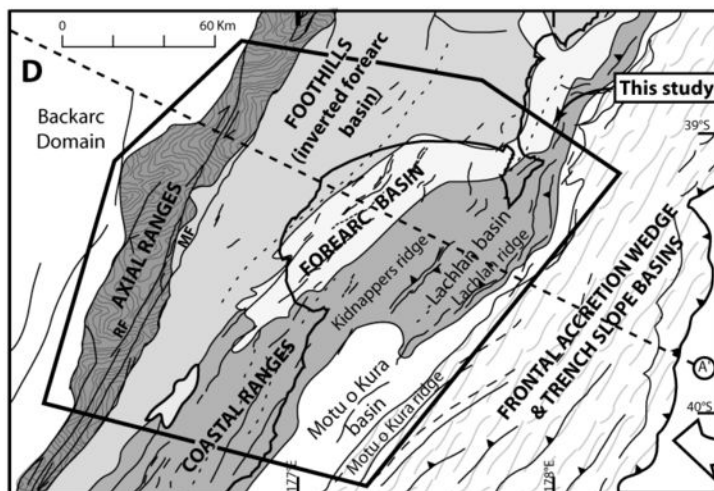 0 60 Km
D
Backarc
Domain
FOOTHILLS
(inverted forearc
basin)
This study
39°S
AXIAL RANGES
MF
RF
FOREARC BASIN
Kidnappers ridge
Lachlan basin
Lachlan ridge
COASTAL RANGES
Motu o Kura
basin
Motu o Kura ridge
FRONTAL ACCRETION WEDGE
& TRENCH SLOPE BASINS
A'
40°S
177°E
178°E